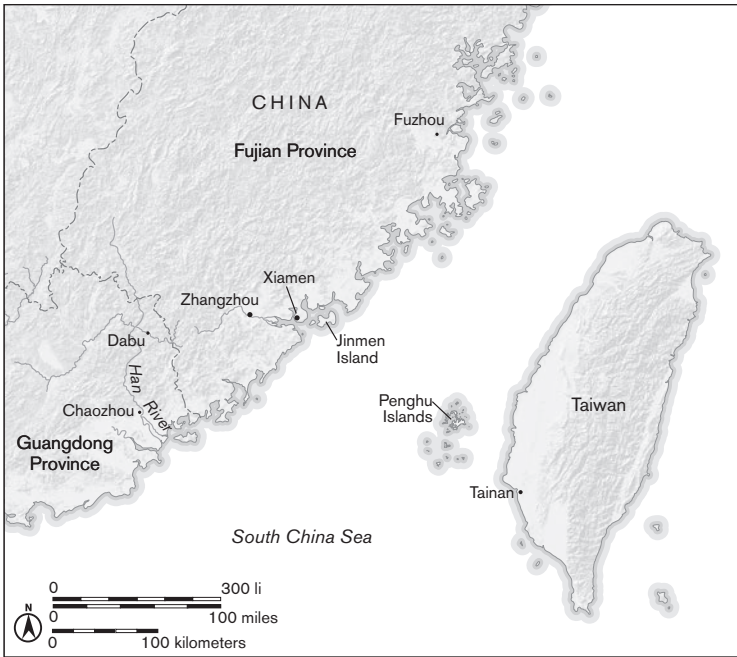 CHINA
Fujian Province
Fuzhou
Xiamen
Zhangzhou
Jinmen
Island
Dabu
Han River
Chaozhou
Guangdong
Province
Penghu
Islands
Taiwan
Tainan
South China Sea
0 300 li
0 100 miles
0 100 kilometers
N